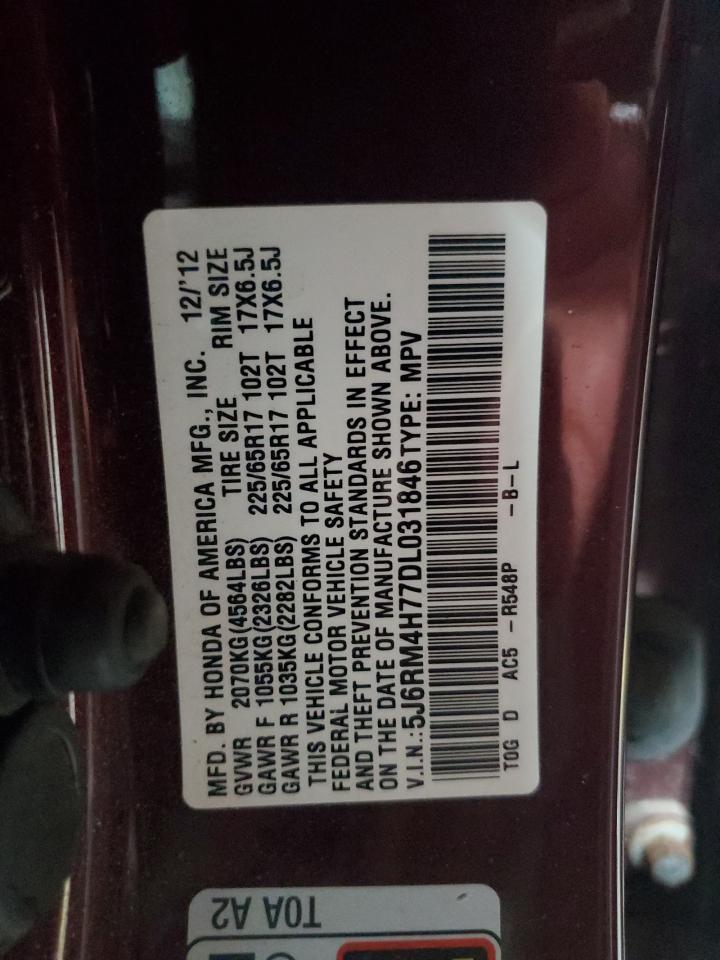 MFD. BY HONDA OF AMERICA MFG., INC. 12/'12
GVWR 2070KG(4564LBS) TIRE SIZE RIM SIZE
GAWR F 1055KG(2326LBS) 225/65R17 102T 17X6.5J
GAWR R 1035KG(2282LBS) 225/65R17 102T 17X6.5J
THIS VEHICLE CONFORMS TO ALL APPLICABLE
FEDERAL MOTOR VEHICLE SAFETY
AND THEFT PREVENTION STANDARDS IN EFFECT
ON THE DATE OF MANUFACTURE SHOWN ABOVE.
V.I.N.:5J6RM4H77DL031846 TYPE: MPV
T0G D AC5 -R548P -B-L
T0A A2